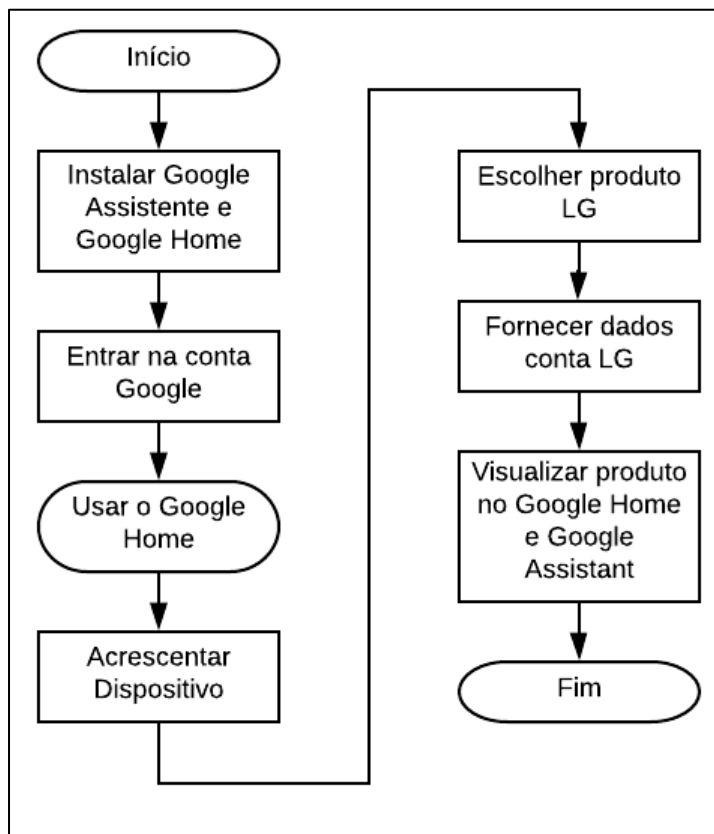 Início
Instalar Google
Assistente e
Google Home
Entrar na conta
Google
Usar o Google
Home
Acrescentar
Dispositivo
Escolher produto
LG
Fornecer dados
conta LG
Visualizar produto
no Google Home
e Google
Assistant
Fim